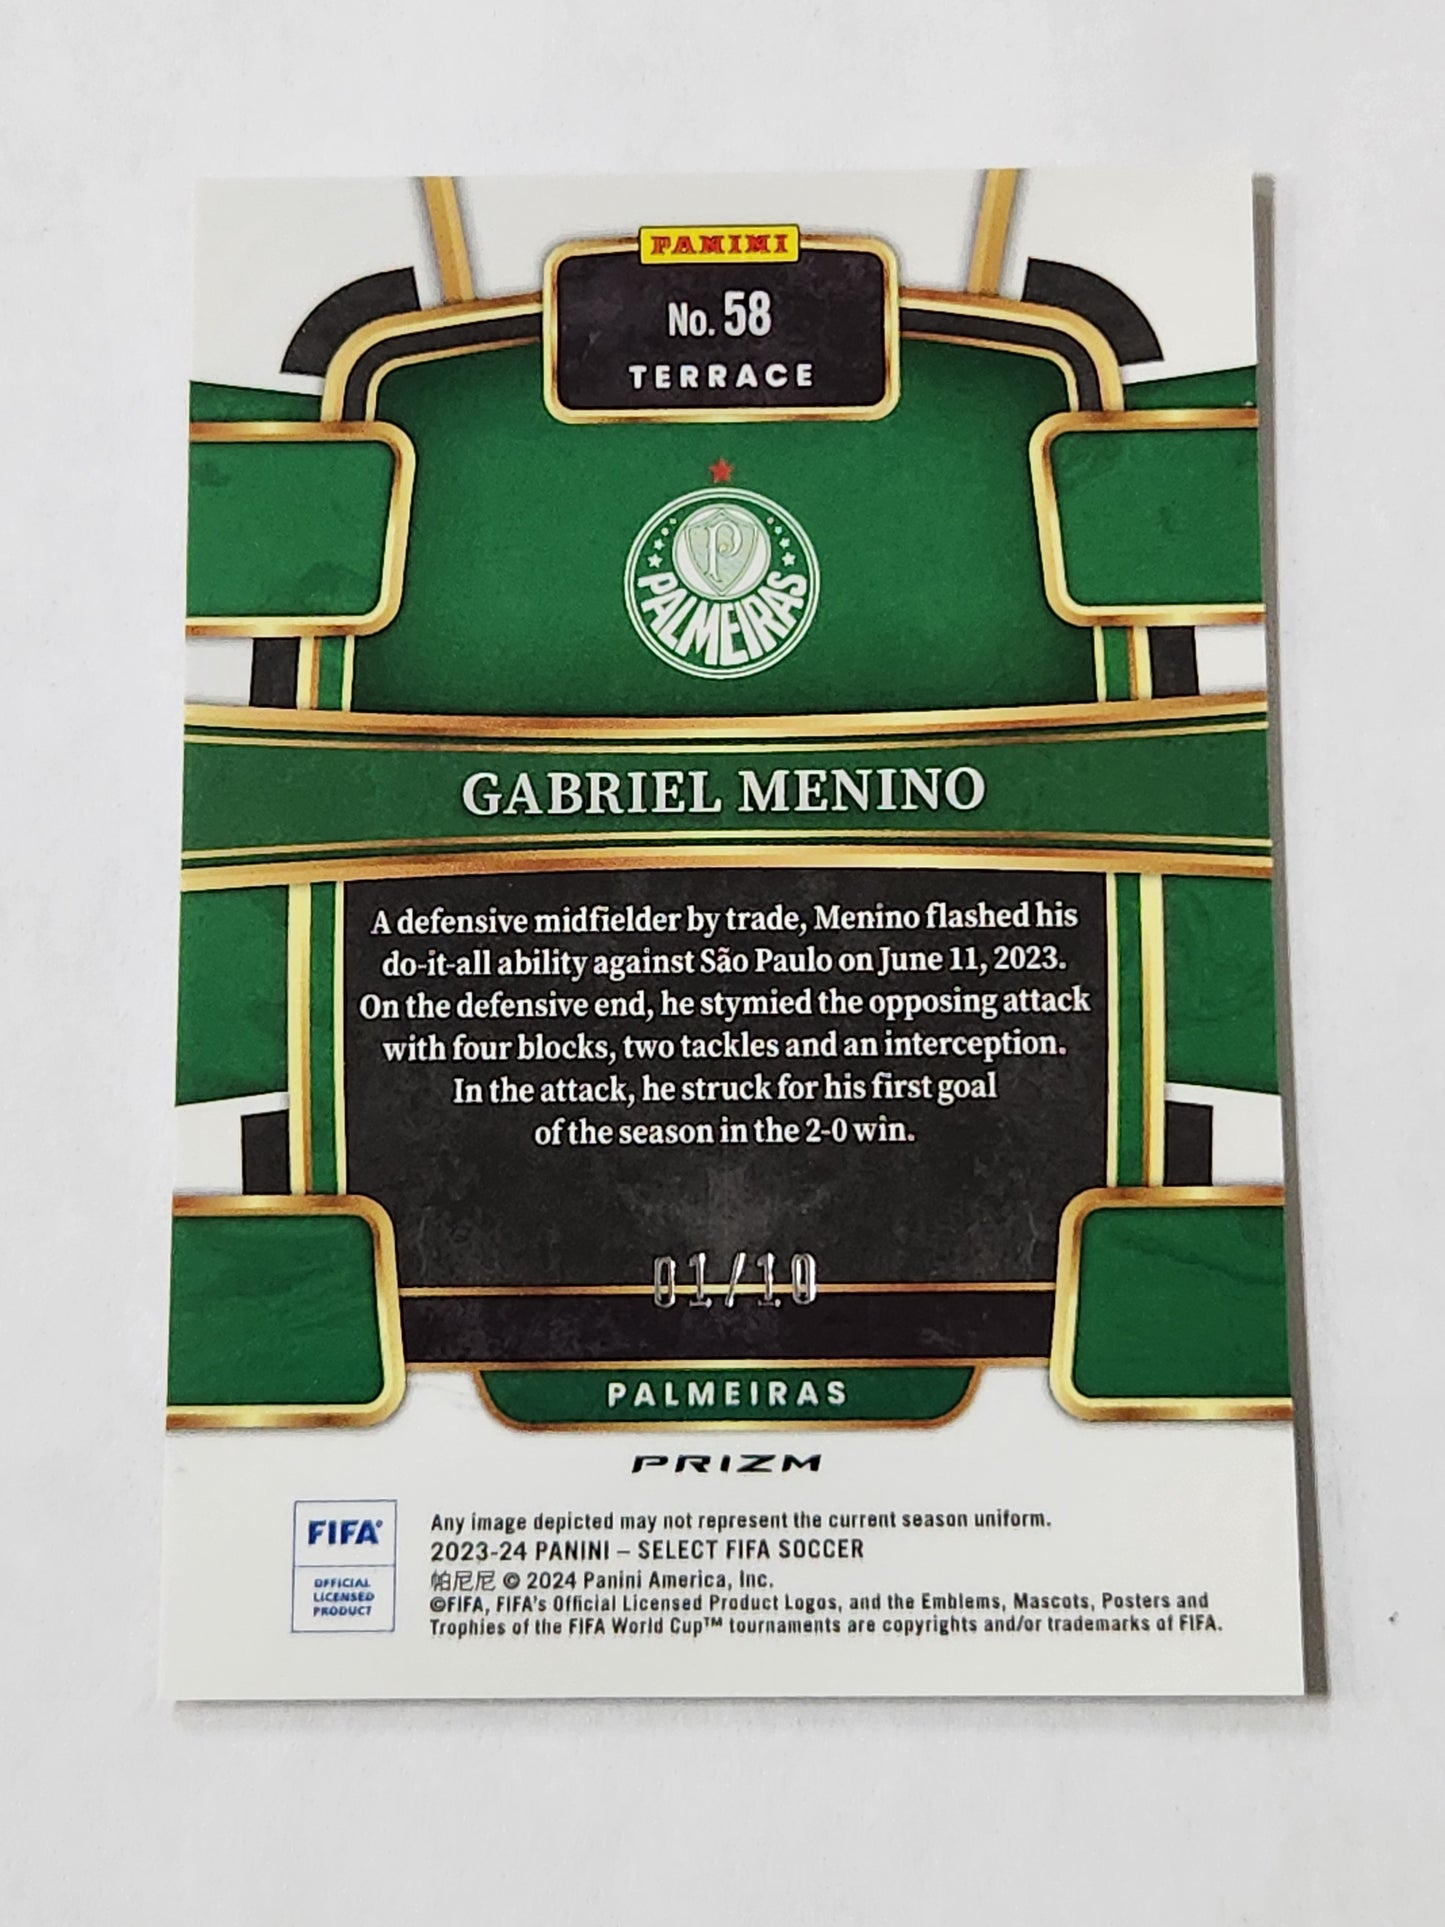 PANINI
No. 58
TERRACE
P
PALMEIRAS
GABRIEL MENINO
A defensive midfielder by trade, Menino flashed his
do-it-all ability against São Paulo on June 11, 2023.
On the defensive end, he stymied the opposing attack
with four blocks, two tackles and an interception.
In the attack, he struck for his first goal
of the season in the 2-0 win.
01/10
PALMEIRAS
PRIZM
FIFA®
OFFICIAL
LICENSED
PRODUCT
Any image depicted may not represent the current season uniform.
2023-24 PANINI – SELECT FIFA SOCCER
帕尼尼 © 2024 Panini America, Inc.
©FIFA, FIFA's Official Licensed Product Logos, and the Emblems, Mascots, Posters and
Trophies of the FIFA World Cup™ tournaments are copyrights and/or trademarks of FIFA.